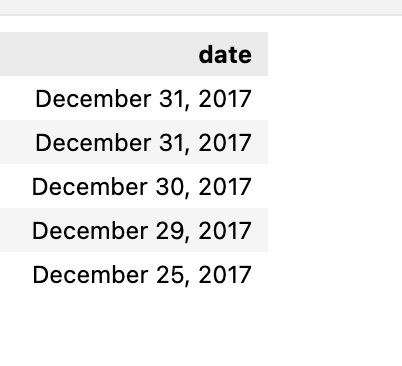 date
December 31, 2017
December 31, 2017
December 30, 2017
December 29, 2017
December 25, 2017